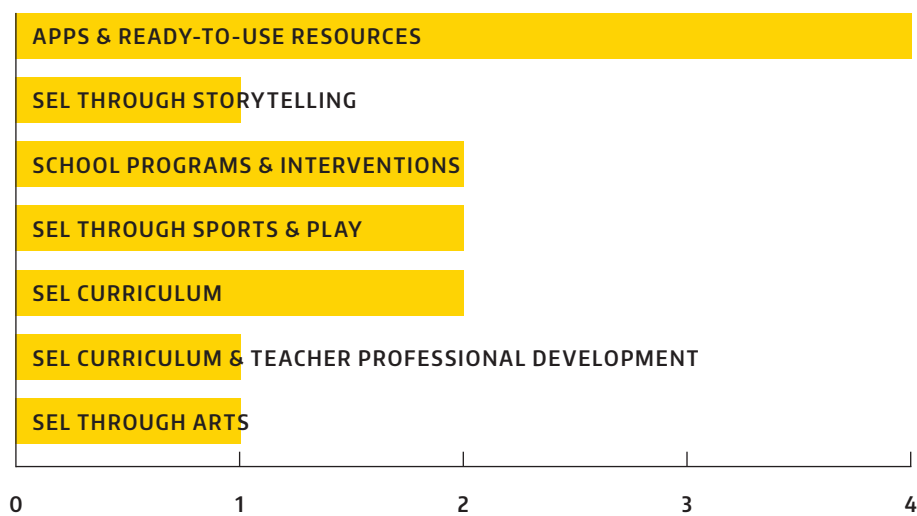 APPS & READY-TO-USE RESOURCES
SEL THROUGH STORYTELLING
SCHOOL PROGRAMS & INTERVENTIONS
SEL THROUGH SPORTS & PLAY
SEL CURRICULUM
SEL CURRICULUM & TEACHER PROFESSIONAL DEVELOPMENT
SEL THROUGH ARTS
0 1 2 3 4